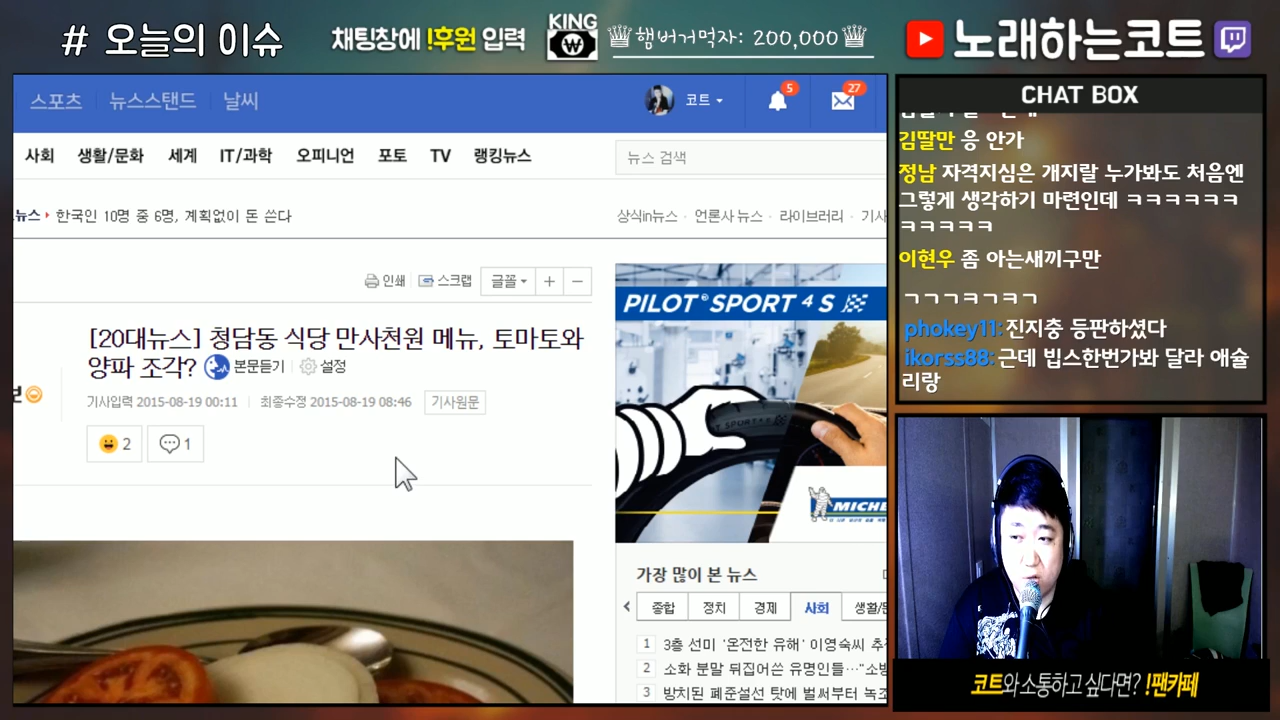 # 오늘의 이슈
채팅창에 !후원 입력
KING
₩
♛햄버거먹자: 200,000♛
노래하는코트
스포츠
뉴스스탠드
날씨
코트
5
27
사회
생활/문화
세계
IT/과학
오피니언
포토
TV
랭킹뉴스
뉴스 검색
뉴스 한국인 10명 중 6명, 계획없이 돈 쓴다
상식in뉴스 · 언론사 뉴스 · 라이브러리 · 기사
인쇄
스크랩
글꼴
+
−
보
[20대뉴스] 청담동 식당 만사천원 메뉴, 토마토와
양파 조각?
본문듣기
설정
기사입력 2015-08-19 00:11
최종수정 2015-08-19 08:46
기사원문
2
1
PILOT SPORT 4 S
PILOT SPORT
MICHE
가장 많이 본 뉴스
종합
정치
경제
사회
생활/문
1 3층 선미 '온전한 유해' 이영숙씨 추
2 소화 분말 뒤집어쓴 유명인들…"소방
3 방치된 폐준설선 탓에 벌써부터 녹조
CHAT BOX
김딸만 응 안가
정남 자격지심은 개지랄 누가봐도 처음엔
그렇게 생각하기 마련인데 ㅋㅋㅋㅋㅋㅋ
ㅋㅋㅋㅋㅋ
이현우 좀 아는새끼구만
ㄱㄱㄱㅋㄱㅋㄱ
phokey11: 진지충 등판하셨다
ikorss88: 근데 빕스한번가봐 달라 애슐
리랑
코트와 소통하고 싶다면? !팬카페